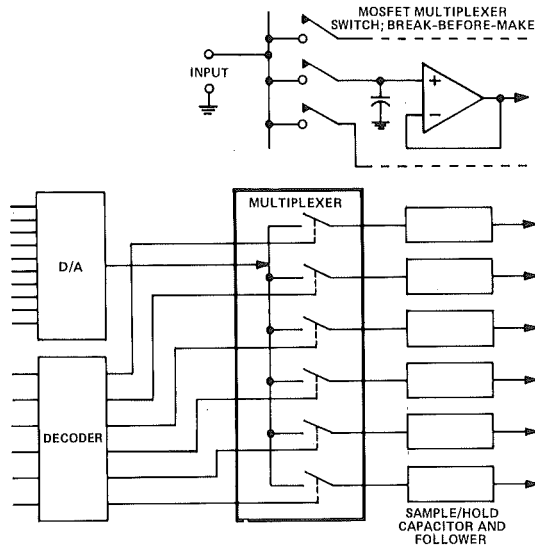 MOSFET MULTIPLEXER
SWITCH; BREAK-BEFORE-MAKE
INPUT
+
−
MULTIPLEXER
D/A
DECODER
SAMPLE/HOLD
CAPACITOR AND
FOLLOWER